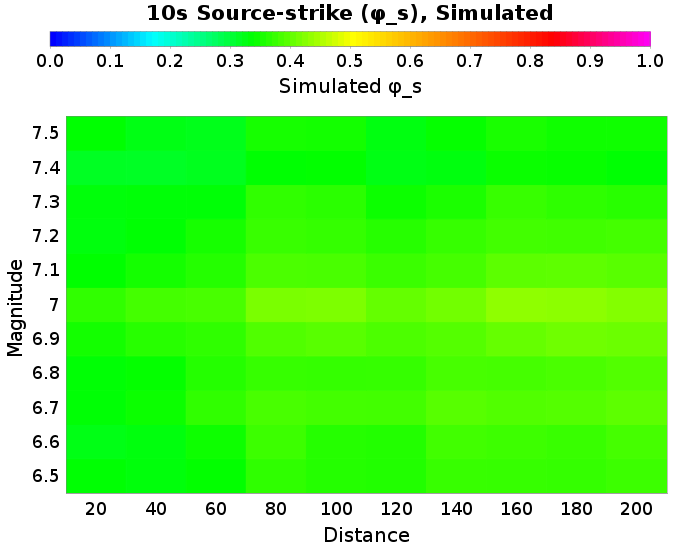 10s Source-strike (φ_s), Simulated
0.0 0.1 0.2 0.3 0.4 0.5 0.6 0.7 0.8 0.9 1.0
Simulated φ_s
7.5
7.4
7.3
7.2
7.1
7
6.9
6.8
6.7
6.6
6.5
Magnitude
20 40 60 80 100 120 140 160 180 200
Distance